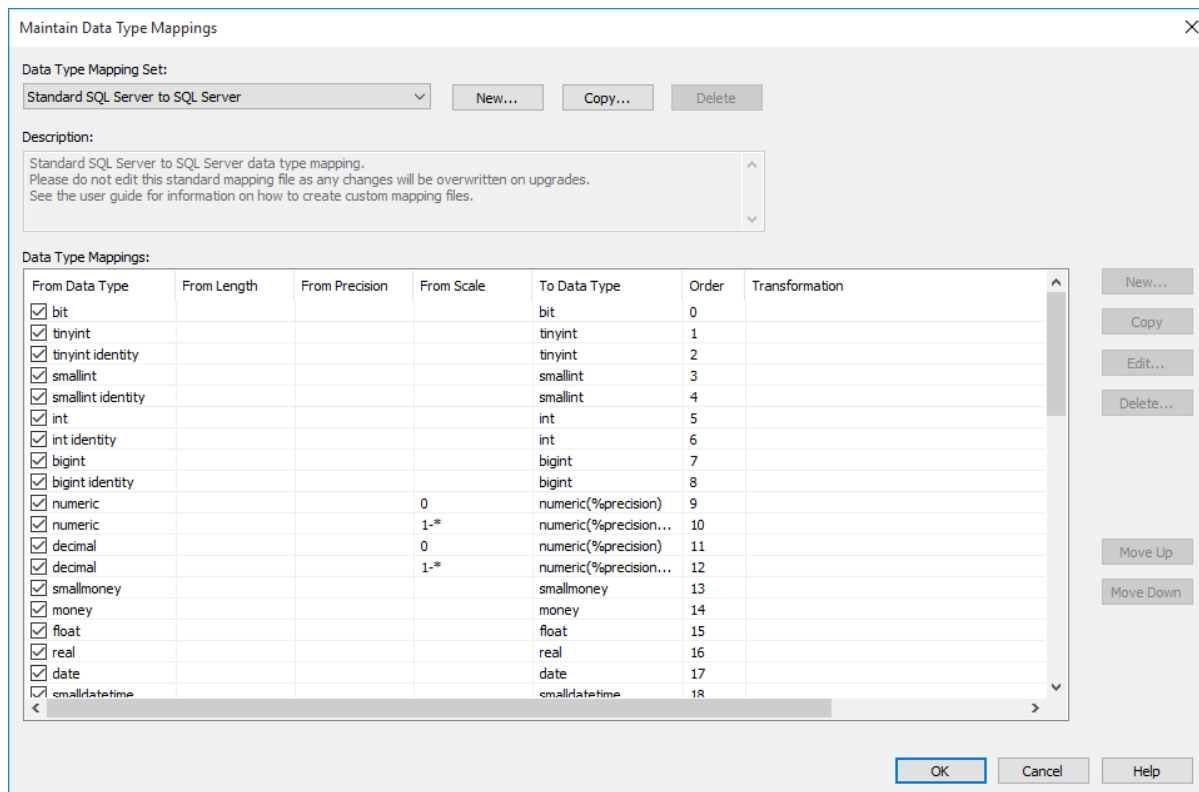 Maintain Data Type Mappings
Data Type Mapping Set:
Standard SQL Server to SQL Server New... Copy... Delete
Description:
Standard SQL Server to SQL Server data type mapping.
Please do not edit this standard mapping file as any changes will be overwritten on upgrades.
See the user guide for information on how to create custom mapping files.
Data Type Mappings:
From Data Type From Length From Precision From Scale To Data Type Order Transformation
bit bit 0
tinyint tinyint 1
tinyint identity tinyint 2
smallint smallint 3
smallint identity smallint 4
int int 5
int identity int 6
bigint bigint 7
bigint identity bigint 8
numeric 0 numeric(%precision) 9
numeric 1-* numeric(%precision... 10
decimal 0 numeric(%precision) 11
decimal 1-* numeric(%precision... 12
smallmoney smallmoney 13
money money 14
float float 15
real real 16
date date 17
smalldatetime smalldatetime 18
New...
Copy
Edit...
Delete...
Move Up
Move Down
OK Cancel Help